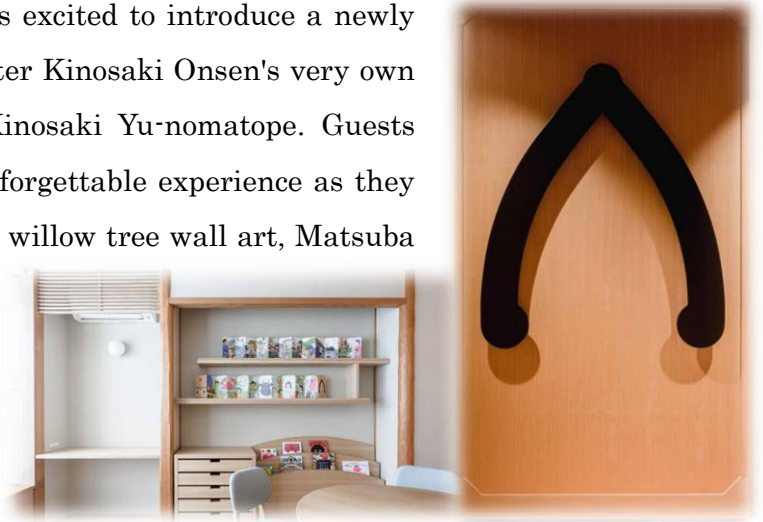 s excited to introduce a newly
ter Kinosaki Onsen's very own
Kinosaki Yu-nomatope. Guests
forgettable experience as they
willow tree wall art, Matsuba